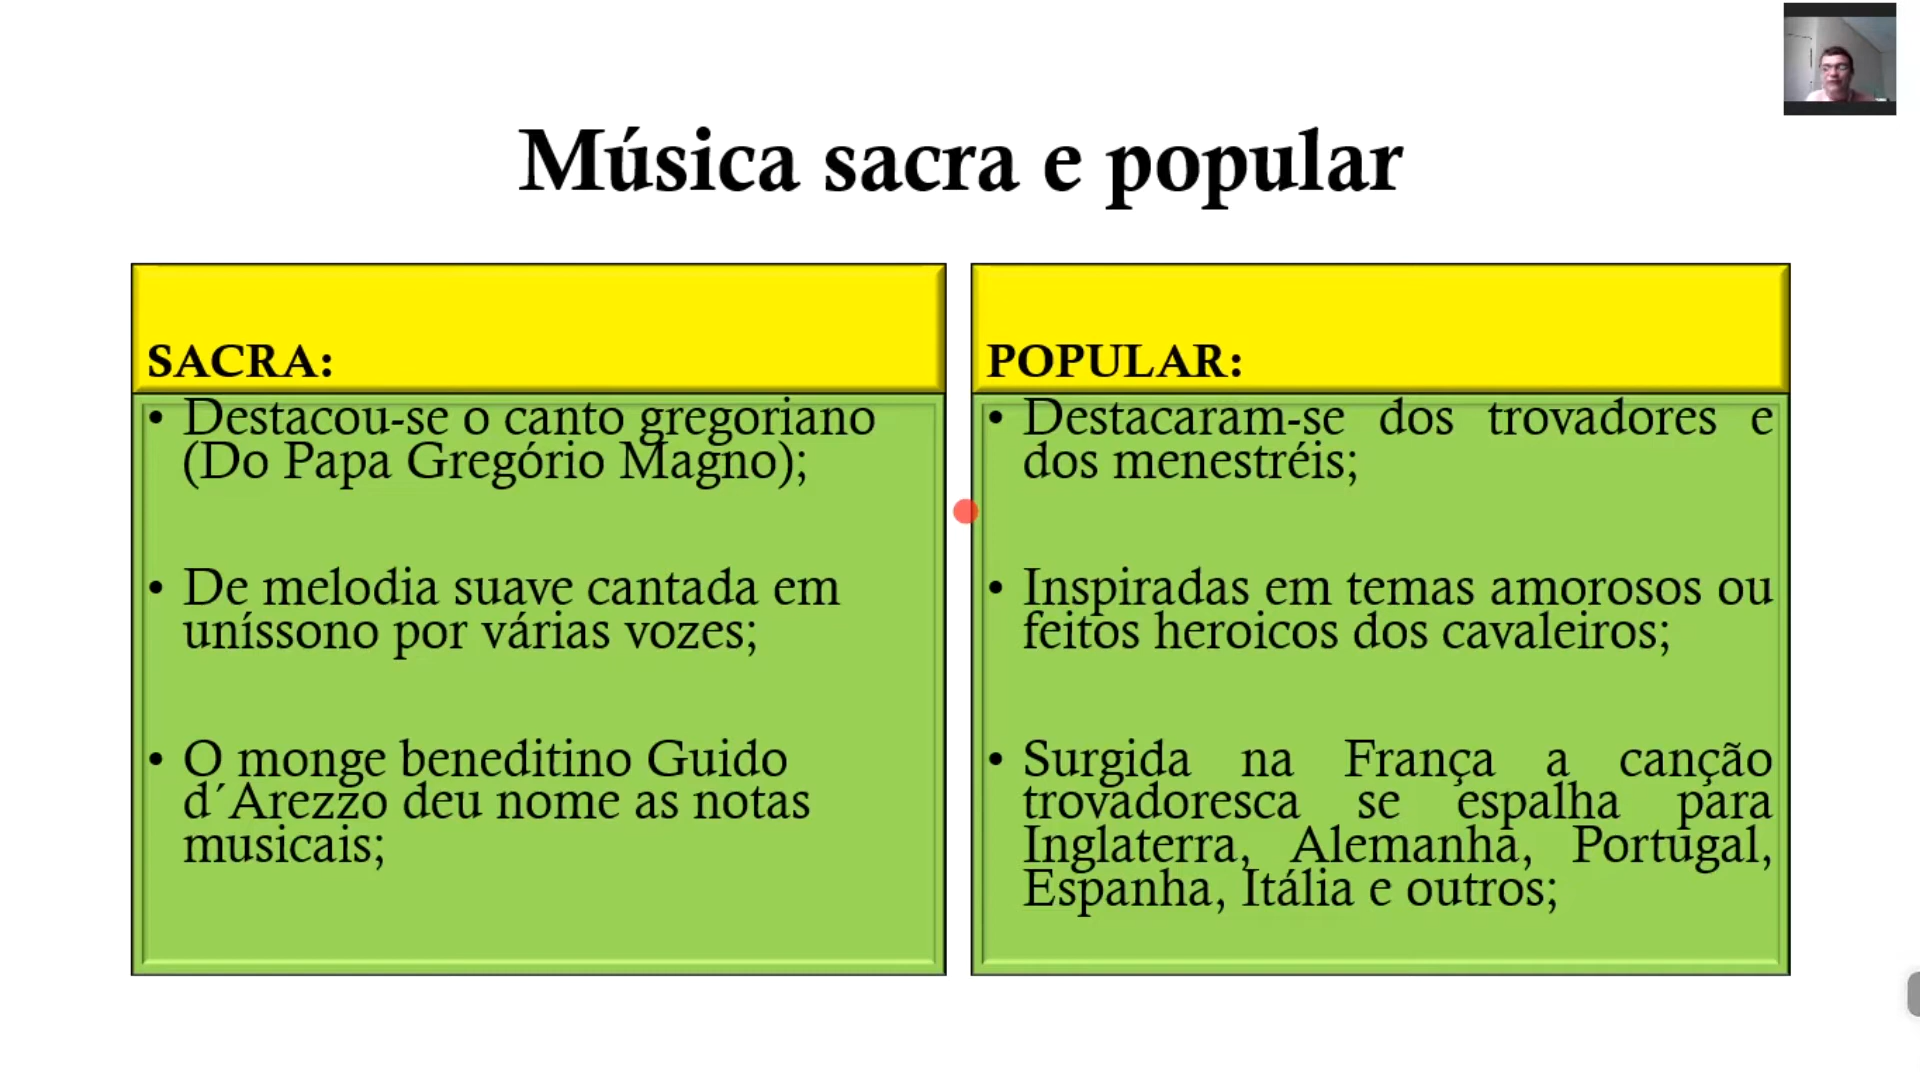 Música sacra e popular
SACRA:
• Destacou-se o canto gregoriano
(Do Papa Gregório Magno);
• De melodia suave cantada em
uníssono por várias vozes;
• O monge beneditino Guido
d´Arezzo deu nome as notas
musicais;
POPULAR:
• Destacaram-se dos trovadores e
dos menestréis;
• Inspiradas em temas amorosos ou
feitos heroicos dos cavaleiros;
• Surgida na França a canção
trovadoresca se espalha para
Inglaterra, Alemanha, Portugal,
Espanha, Itália e outros;